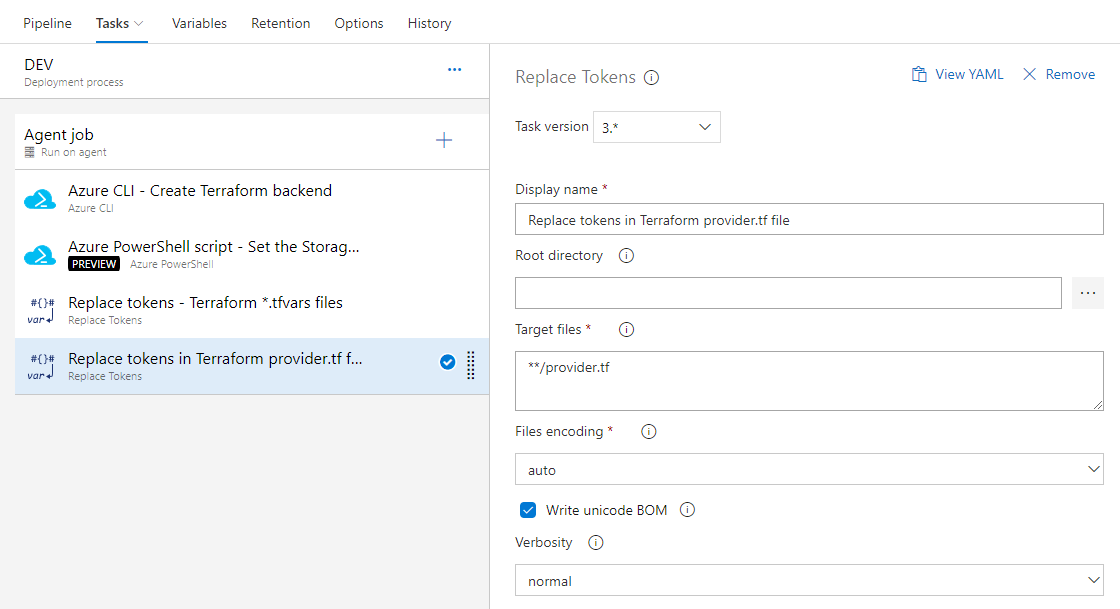 Pipeline Tasks Variables Retention Options History
DEV
Deployment process
Agent job
Run on agent
Azure CLI - Create Terraform backend
Azure CLI
Azure PowerShell script - Set the Storag...
PREVIEW Azure PowerShell
#{}#
var
Replace tokens - Terraform *.tfvars files
Replace Tokens
#{}#
var
Replace tokens in Terraform provider.tf f...
Replace Tokens
Replace Tokens
View YAML
Remove
Task version 3.*
Display name *
Replace tokens in Terraform provider.tf file
Root directory
Target files *
**/provider.tf
Files encoding *
auto
Write unicode BOM
Verbosity
normal